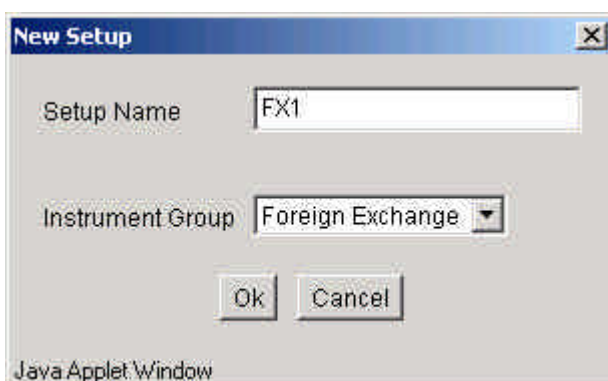 New Setup
Setup Name FX1
Instrument Group Foreign Exchange
Ok Cancel
Java Applet Window